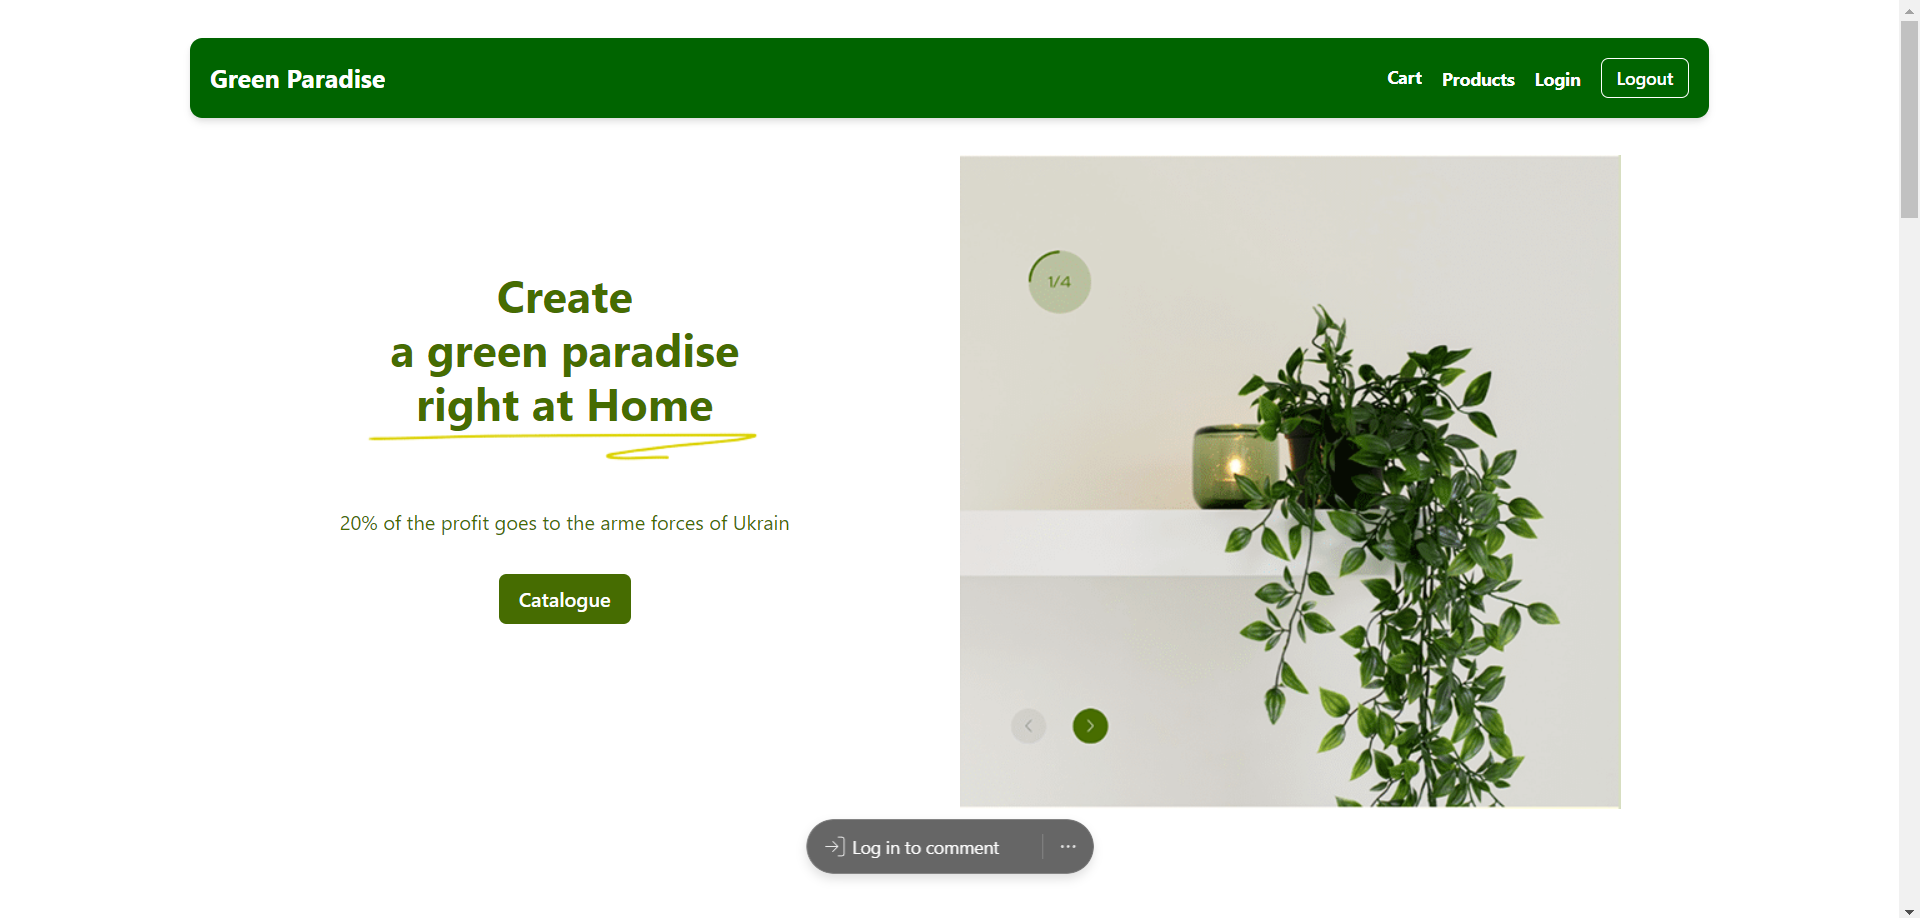 Green Paradise
Cart Products Login Logout
1/4
Create
a green paradise
right at Home
20% of the profit goes to the arme forces of Ukrain
Catalogue
Log in to comment